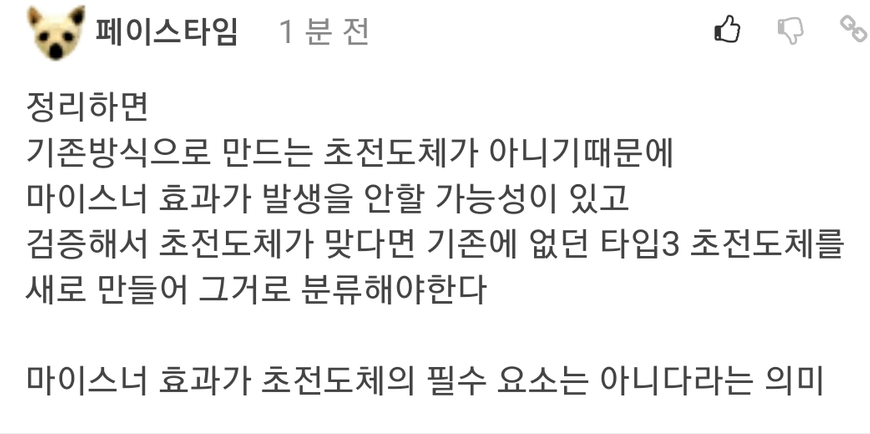 페이스타임 1 분 전
정리하면
기존방식으로 만드는 초전도체가 아니기때문에
마이스너 효과가 발생을 안할 가능성이 있고
검증해서 초전도체가 맞다면 기존에 없던 타입3 초전도체를
새로 만들어 그거로 분류해야한다
마이스너 효과가 초전도체의 필수 요소는 아니다라는 의미